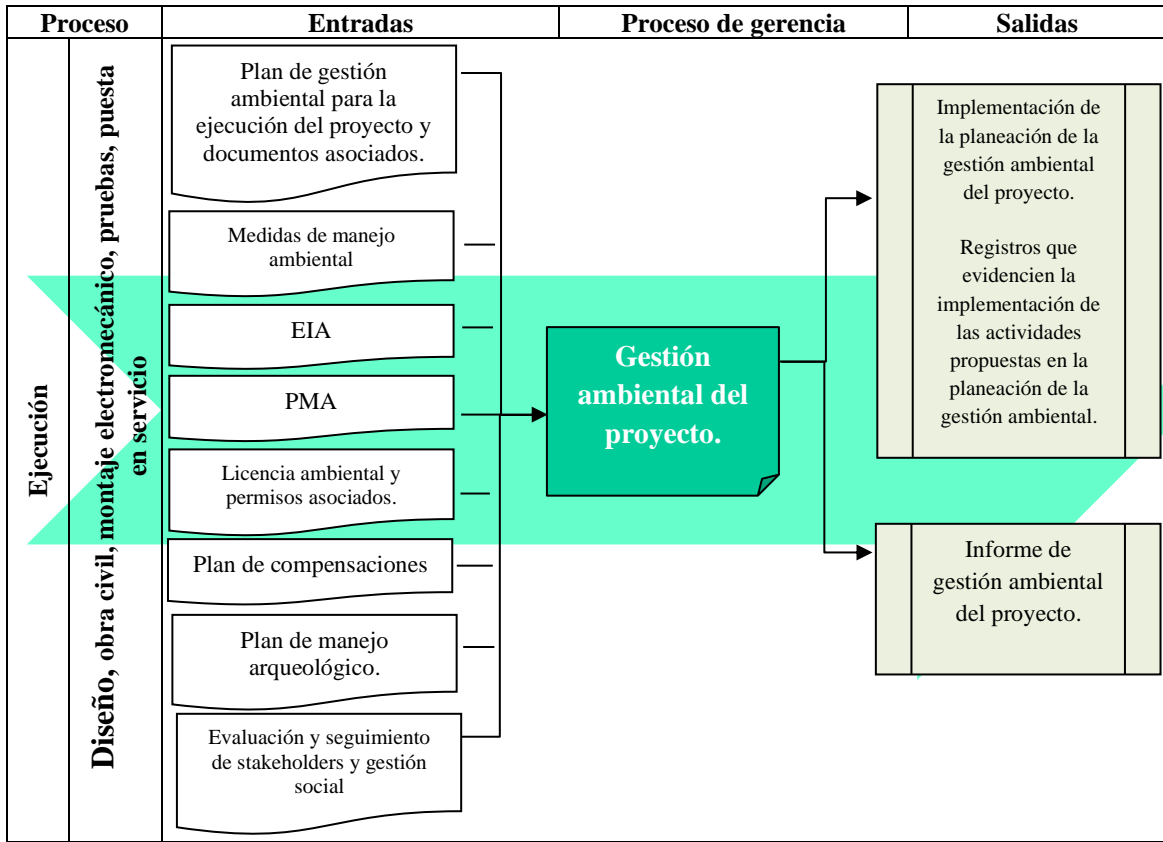 Proceso
Entradas
Proceso de gerencia
Salidas
Ejecución
Diseño, obra civil, montaje electromecánico, pruebas, puesta
en servicio
Plan de gestión
ambiental para la
ejecución del proyecto y
documentos asociados.
Medidas de manejo
ambiental
EIA
PMA
Licencia ambiental y
permisos asociados.
Plan de compensaciones
Plan de manejo
arqueológico.
Evaluación y seguimiento
de stakeholders y gestión
social
Gestión
ambiental del
proyecto.
Implementación de
la planeación de la
gestión ambiental
del proyecto.
Registros que
evidencien la
implementación de
las actividades
propuestas en la
planeación de la
gestión ambiental.
Informe de
gestión ambiental
del proyecto.